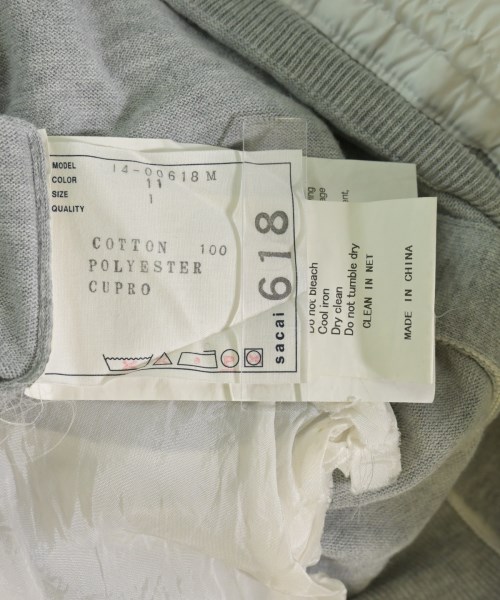 MODEL 14-00618M
COLOR 11
SIZE 1
QUALITY
COTTON 100
POLYESTER
CUPRO
sacai 618
Do not bleach
Cool iron
Dry clean
Do not tumble dry
CLEAN IN NET
MADE IN CHINA